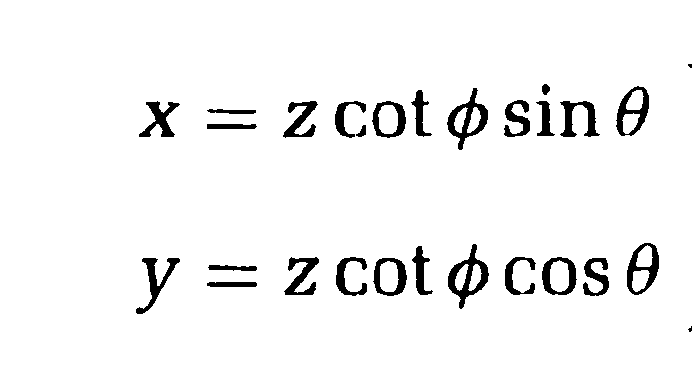 x = z cot ϕ sin θ
y = z cot ϕ cos θ